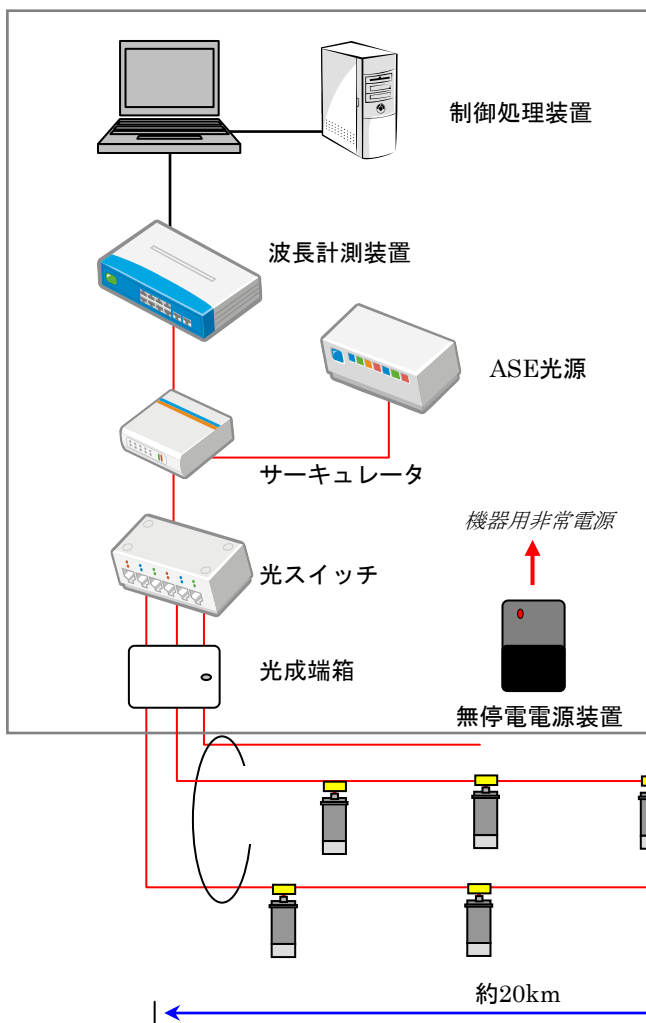 制御処理装置
波長計測装置
ASE光源
サーキュレータ
機器用非常電源
光スイッチ
光成端箱
無停電電源装置
約20km